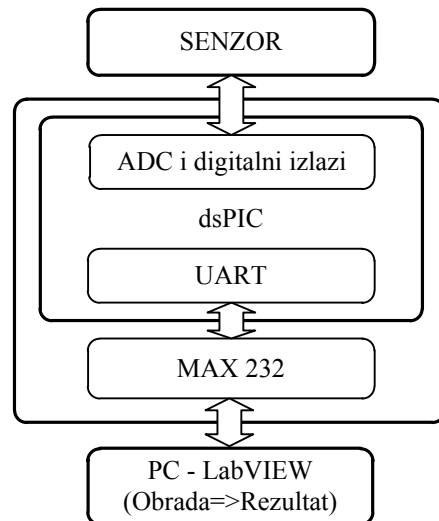 SENZOR
ADC i digitalni izlazi
dsPIC
UART
MAX 232
PC - LabVIEW
(Obrada=>Rezultat)